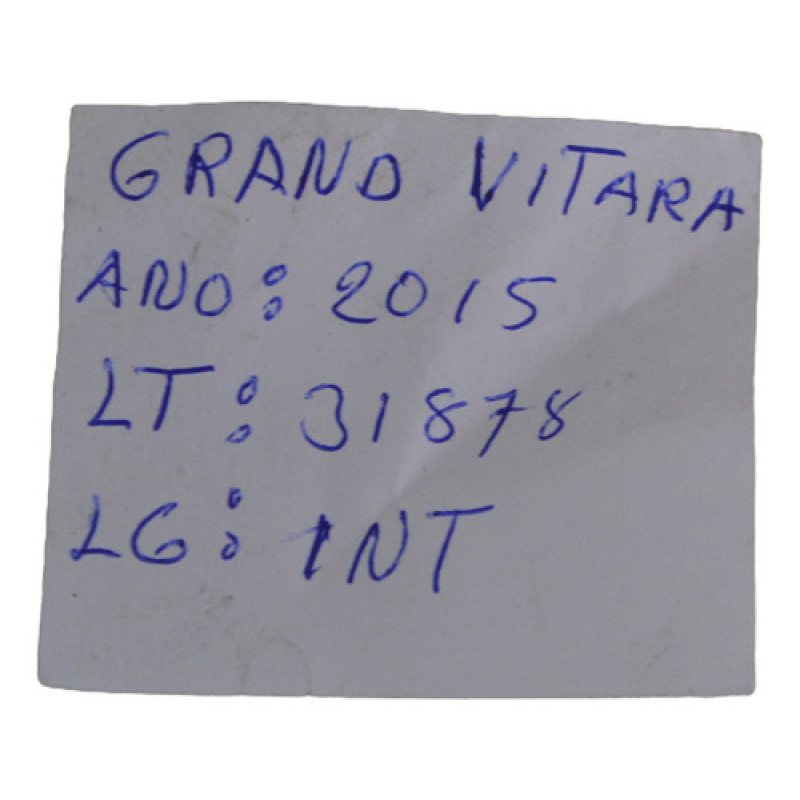 GRAND VITARA
ANO: 2015
LT: 31878
LG: INT